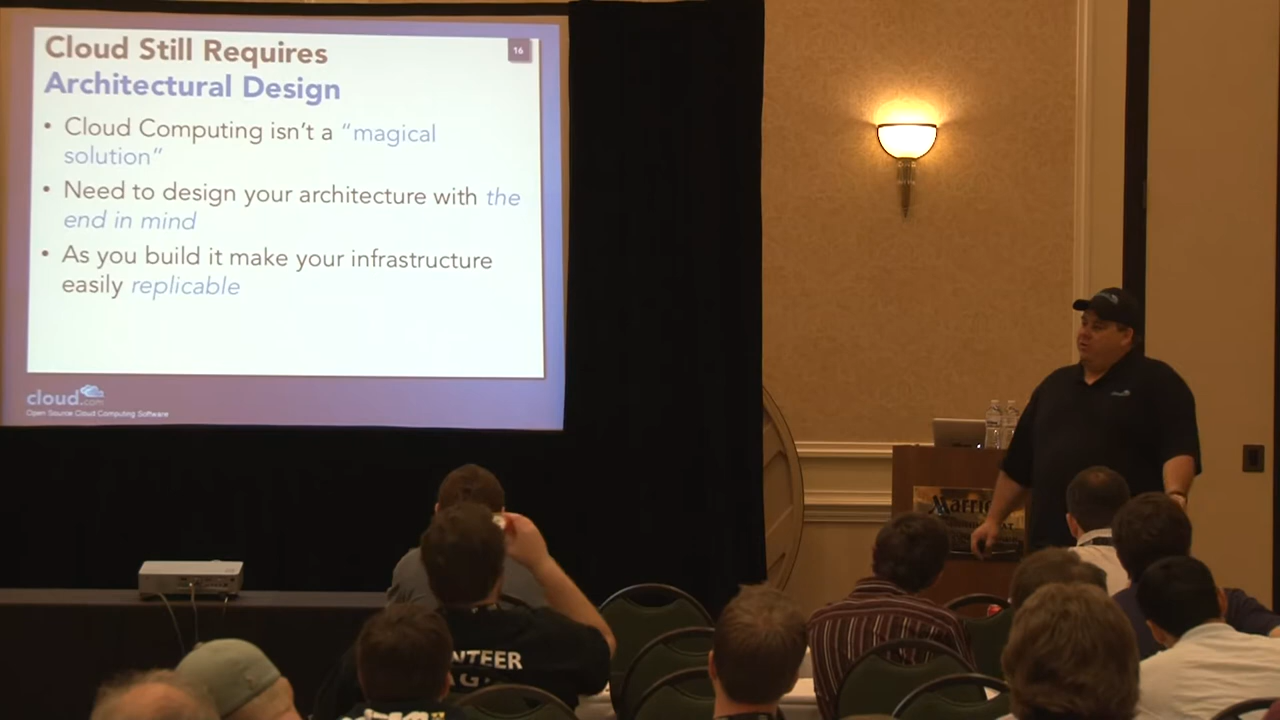 Cloud Still Requires
16
Architectural Design
• Cloud Computing isn't a “magical
solution”
• Need to design your architecture with the
end in mind
• As you build it make your infrastructure
easily replicable
cloud.com
Open Source Cloud Computing Software
NTEER